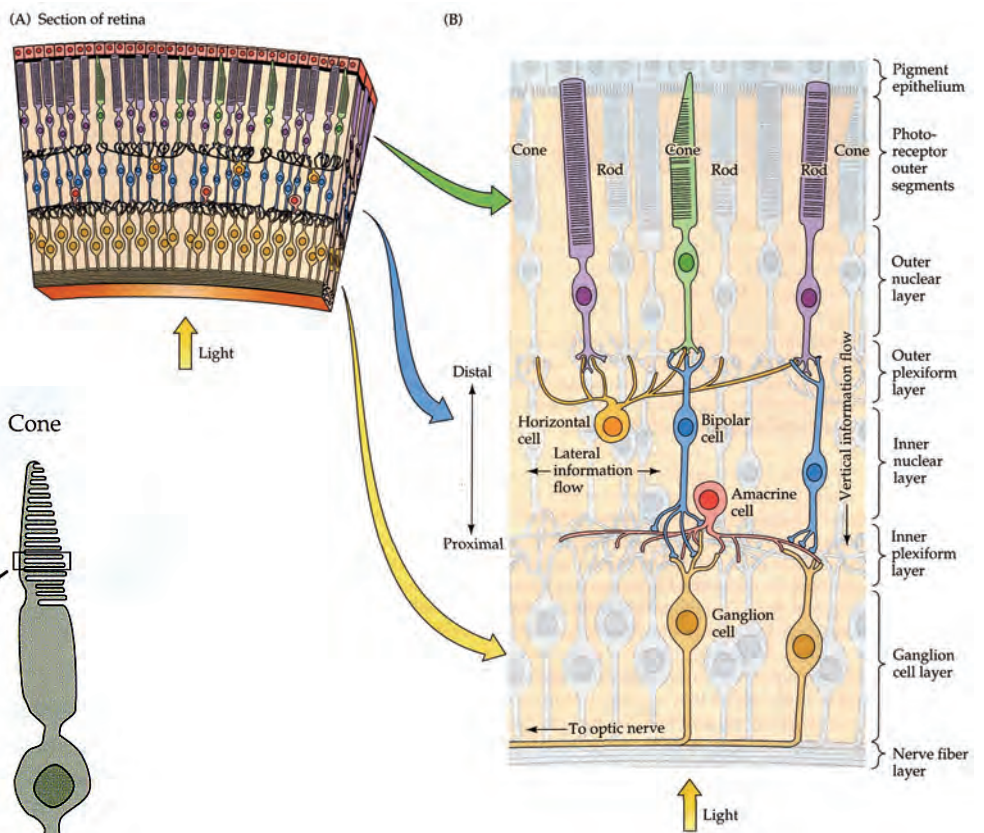 (A) Section of retina
Light
Cone
(B)
Cone
Rod
Cone
Rod
Rod
Cone
Distal
Proximal
Horizontal
cell
Bipolar
cell
Lateral
information
flow
Amacrine
cell
Vertical information flow
Ganglion
cell
To optic nerve
Light
Pigment
epithelium
Photo-
receptor
outer
segments
Outer
nuclear
layer
Outer
plexiform
layer
Inner
nuclear
layer
Inner
plexiform
layer
Ganglion
cell layer
Nerve fiber
layer